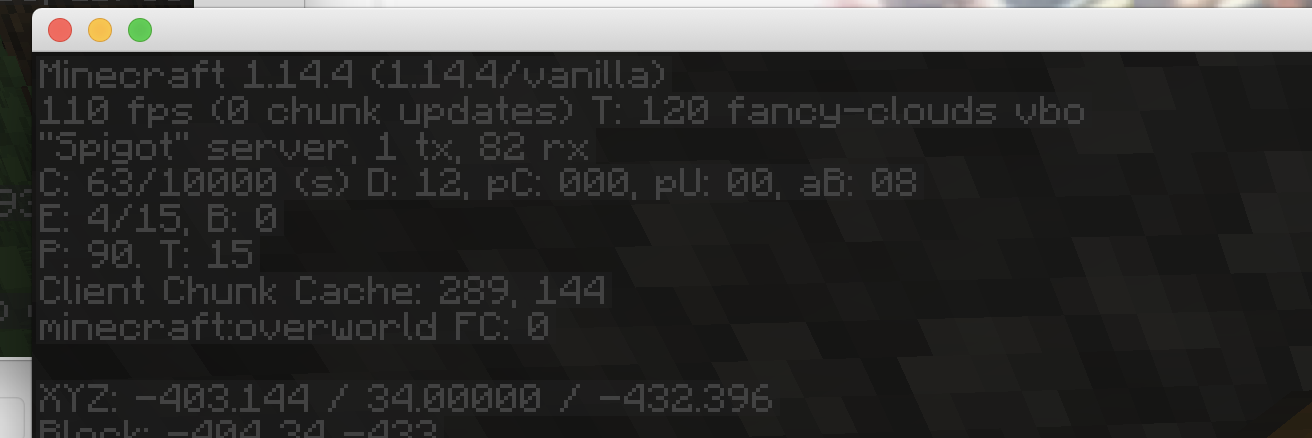 Minecraft 1.14.4 (1.14.4/vanilla)
110 fps (0 chunk updates) T: 120 fancy-clouds vbo
"Spigot" server, 1 tx, 82 rx
C: 63/10000 (s) D: 12, pC: 000, pU: 00, aB: 08
E: 4/15, B: 0
P: 90. T: 15
Client Chunk Cache: 289, 144
minecraft:overworld FC: 0
XYZ: -403.144 / 34.00000 / -432.396
Block: -404 34 -433